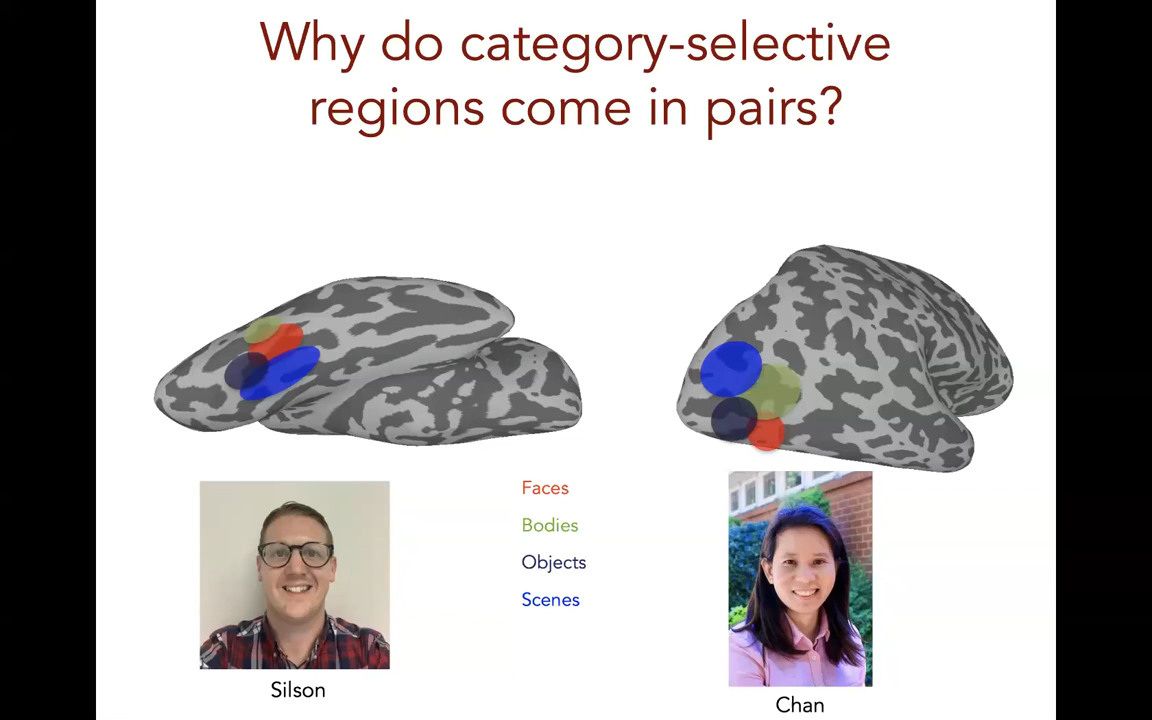 Why do category-selective
regions come in pairs?
Faces
Bodies
Objects
Scenes
Silson
Chan